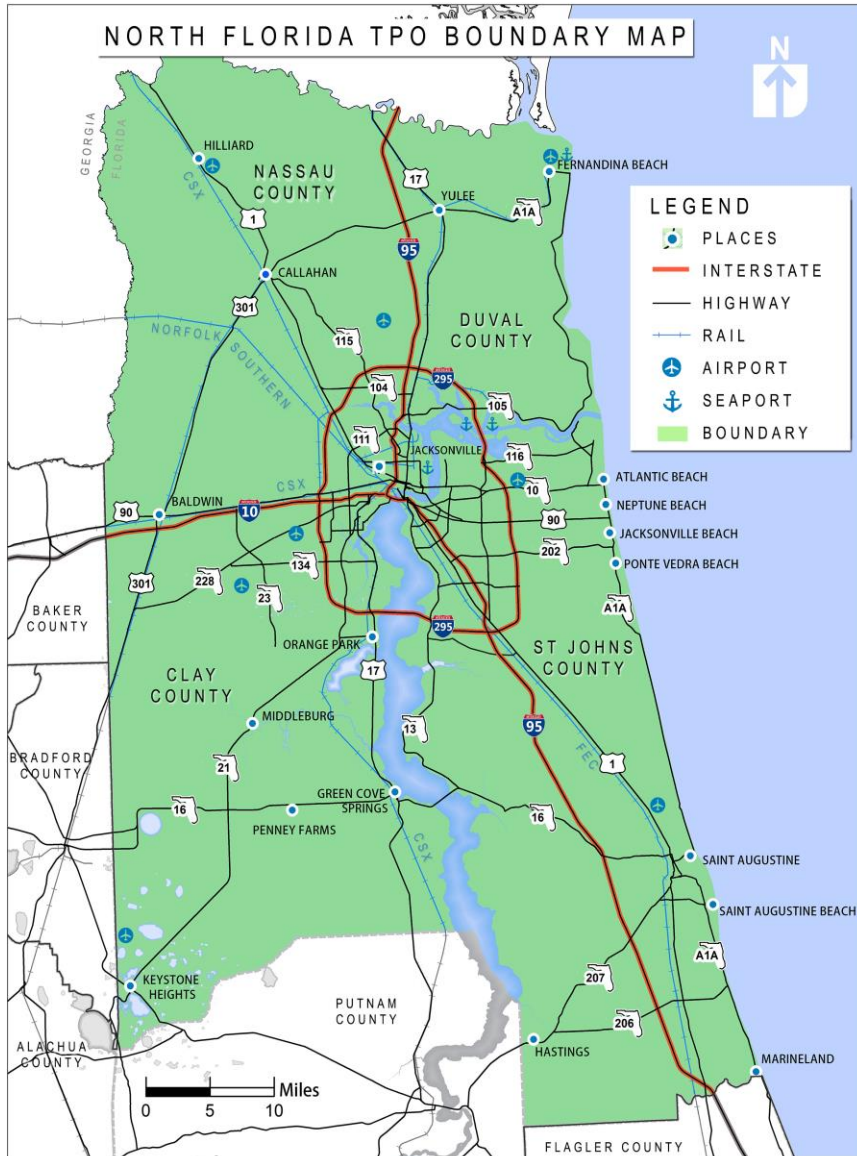 NORTH FLORIDA TPO BOUNDARY MAP
N
GEORGIA
FLORIDA
HILLIARD
FERNANDINA BEACH
NASSAU
COUNTY
CSX
17
YULEE
A1A
1
95
CALLAHAN
301
NORFOLK SOUTHERN
115
DUVAL
COUNTY
LEGEND
PLACES
INTERSTATE
HIGHWAY
RAIL
AIRPORT
SEAPORT
BOUNDARY
104
295
105
111
JACKSONVILLE
116
CSX
10
ATLANTIC BEACH
90
BALDWIN
10
90
NEPTUNE BEACH
JACKSONVILLE BEACH
202
PONTE VEDRA BEACH
301
228
134
23
A1A
BAKER
COUNTY
295
ORANGE PARK
ST JOHNS
COUNTY
CLAY
COUNTY
17
MIDDLEBURG
13
95
FEC
1
BRADFORD
COUNTY
21
GREEN COVE
SPRINGS
16
PENNEY FARMS
16
CSX
SAINT AUGUSTINE
SAINT AUGUSTINE BEACH
A1A
KEYSTONE
HEIGHTS
207
PUTNAM
COUNTY
206
ALACHUA
COUNTY
HASTINGS
MARINELAND
Miles
0 5 10
FLAGLER COUNTY